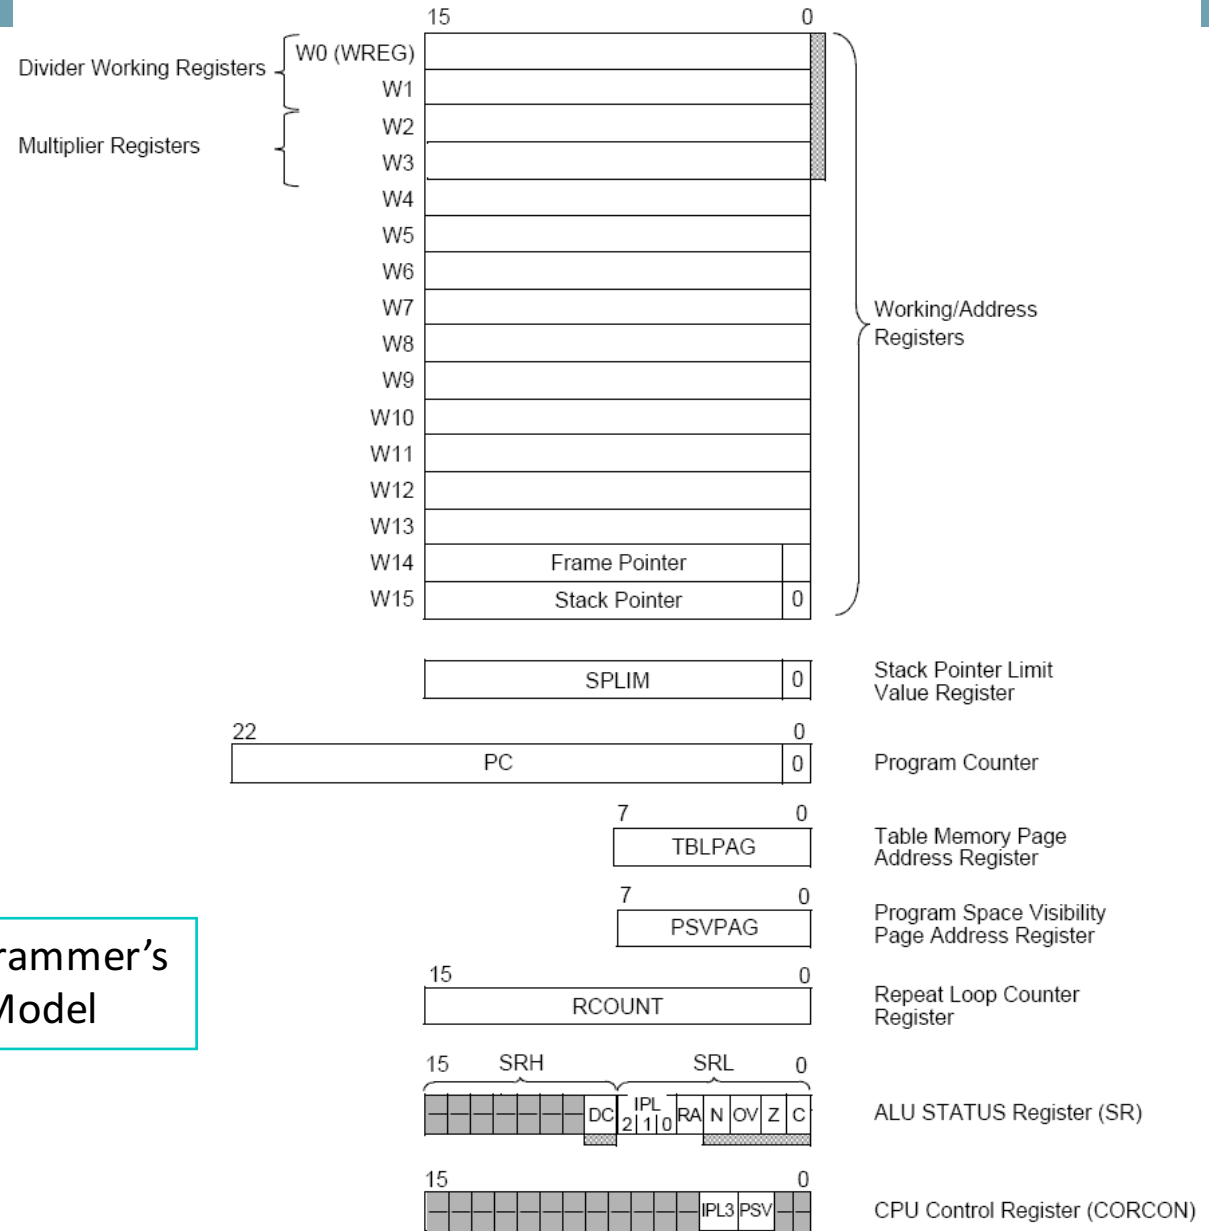 15 0
Divider Working Registers
W0 (WREG)
W1
Multiplier Registers
W2
W3
W4
W5
W6
W7
Working/Address
Registers
W8
W9
W10
W11
W12
W13
W14 Frame Pointer
W15 Stack Pointer 0
SPLIM 0
Stack Pointer Limit
Value Register
22 0
PC 0 Program Counter
7 0
TBLPAG
Table Memory Page
Address Register
7 0
PSVPAG
Program Space Visibility
Page Address Register
rammer's
Model
15 0
RCOUNT
Repeat Loop Counter
Register
15 SRH SRL 0
DC IPL 2 1 0 RA N OV Z C ALU STATUS Register (SR)
15 0
IPL3 PSV CPU Control Register (CORCON)